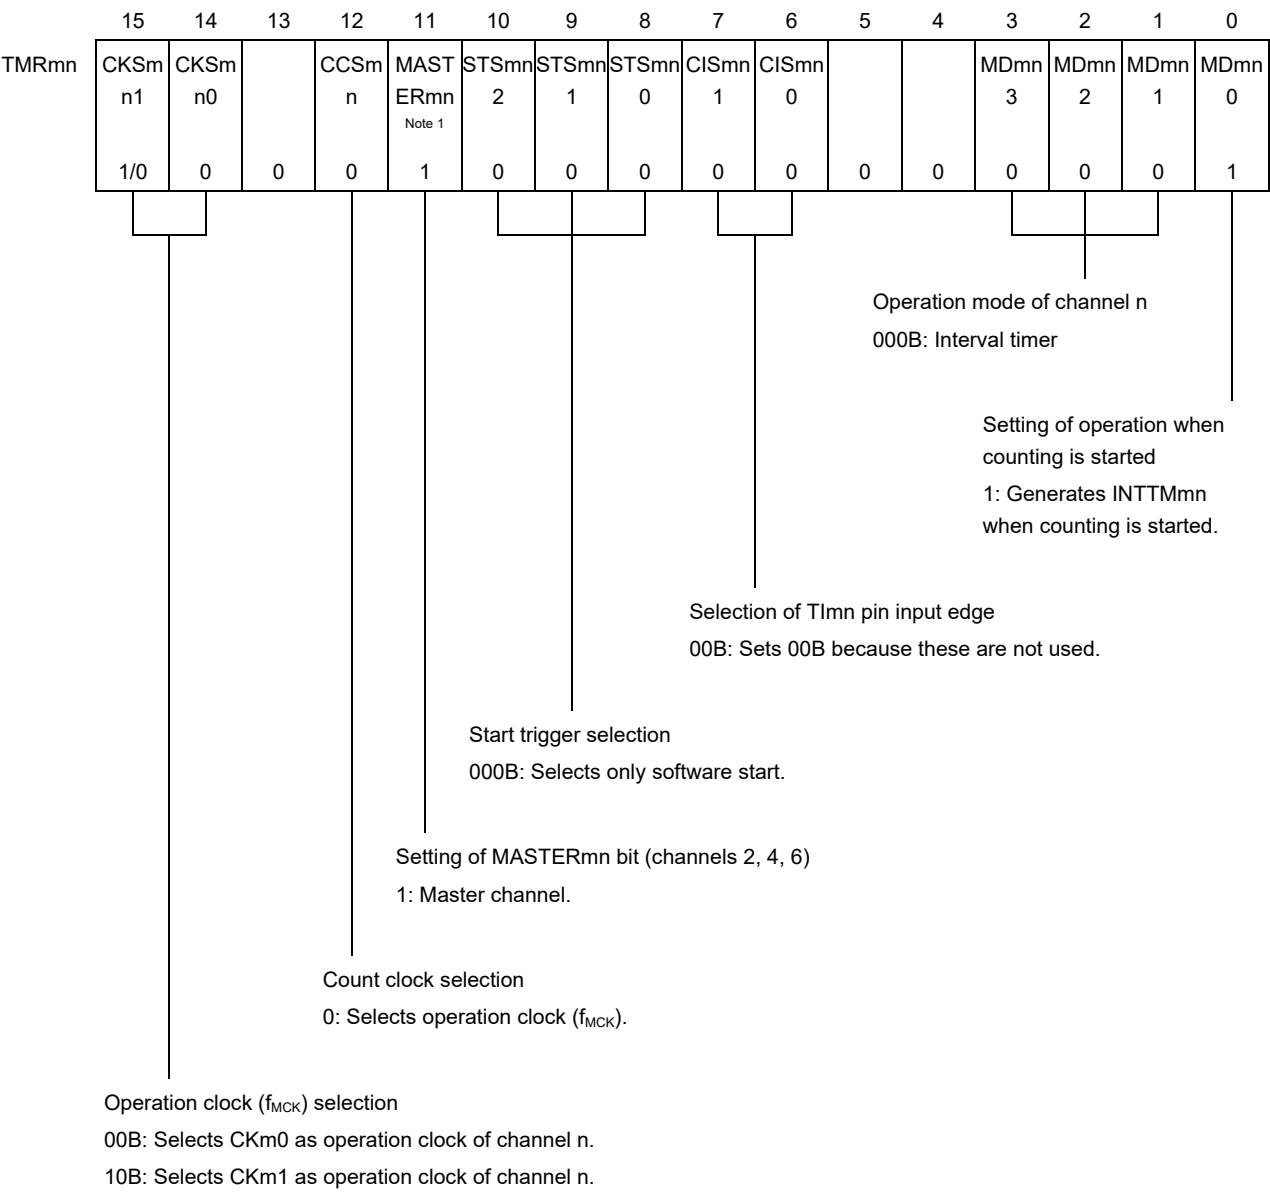 15 14 13 12 11 10 9 8 7 6 5 4 3 2 1 0
TMRmn CKSm CKSm CCSm MAST STSmn STSmn STSmn CISmn CISmn MDmn MDmn MDmn MDmn
n1 n0 n ERmn 2 1 0 1 0 3 2 1 0
Note 1
1/0 0 0 0 1 0 0 0 0 0 0 0 0 0 0 1
Operation mode of channel n
000B: Interval timer
Setting of operation when
counting is started
1: Generates INTTMmn
when counting is started.
Selection of TImn pin input edge
00B: Sets 00B because these are not used.
Start trigger selection
000B: Selects only software start.
Setting of MASTERmn bit (channels 2, 4, 6)
1: Master channel.
Count clock selection
0: Selects operation clock (fMCK).
Operation clock (fMCK) selection
00B: Selects CKm0 as operation clock of channel n.
10B: Selects CKm1 as operation clock of channel n.